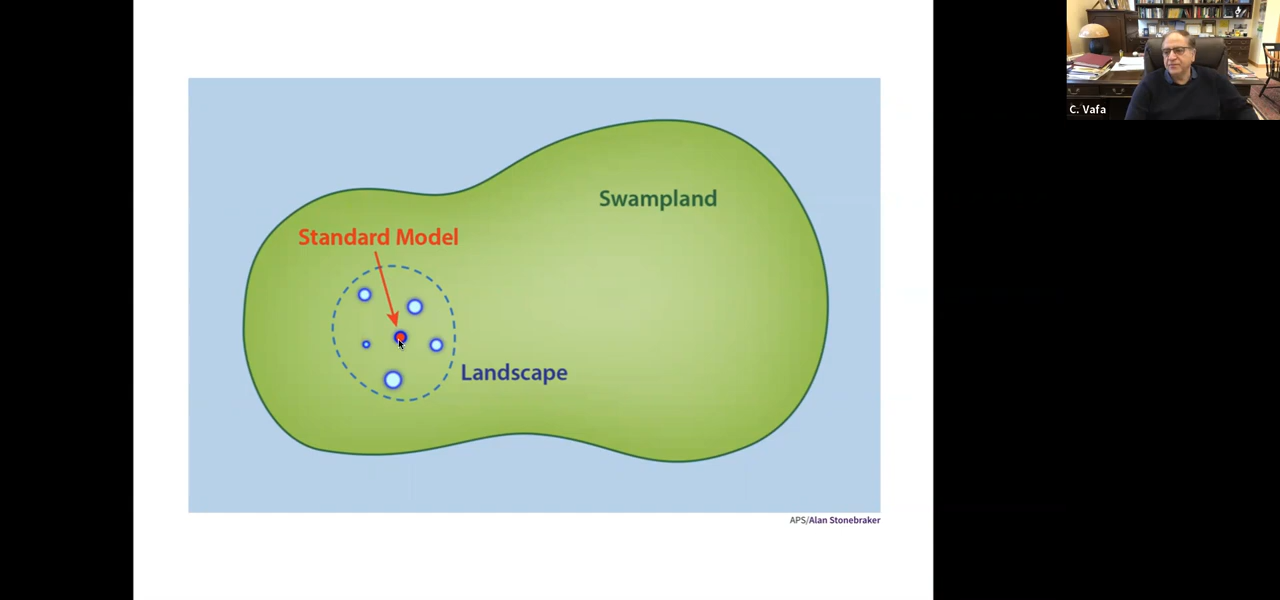 C. Vafa
Swampland
Standard Model
Landscape
APS/Alan Stonebraker